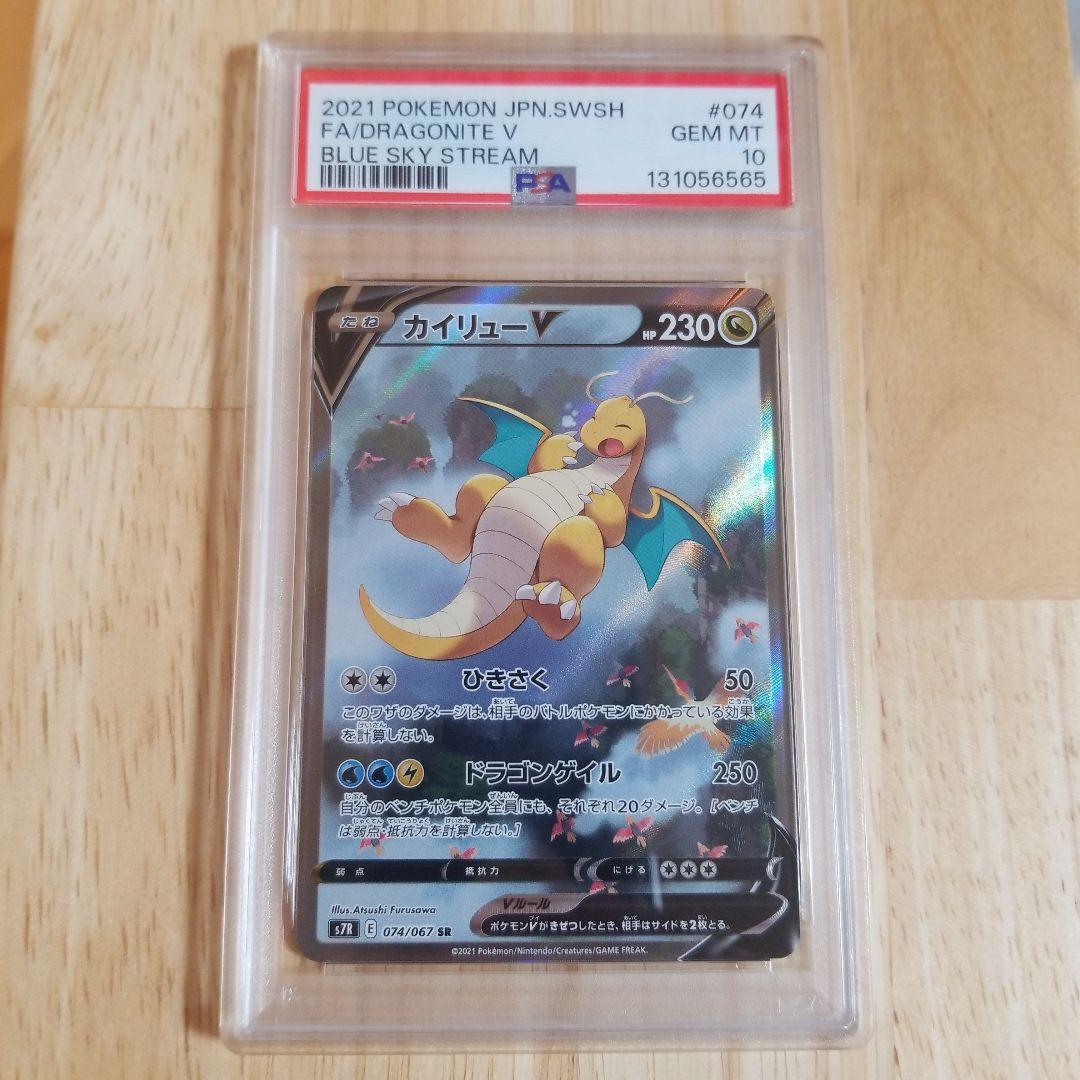 2021 POKEMON JPN.SWSH #074
FA/DRAGONITE V GEM MT
BLUE SKY STREAM 10
PSA 131056565
たね カイリューV HP230
ひきさく 50
このワザのダメージは、相手のバトルポケモンにかかっている効果
を計算しない。
ドラゴンゲイル 250
自分のベンチポケモン全員にも、それぞれ20ダメージ。[ベンチ
は弱点・抵抗力を計算しない。]
弱点 抵抗力 にげる
Illus.Atsushi Furusawa
Vルール
ポケモンVがきぜつしたとき、相手はサイドを2枚とる。
s7R E 074/067 SR
©2021 Pokémon/Nintendo/Creatures/GAME FREAK.